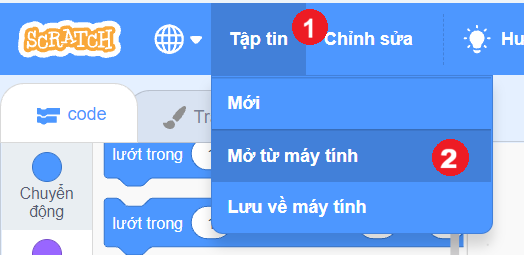 SCRATCH Tập tin 1 Chỉnh sửa
Mới
code
Mở từ máy tính 2
lướt trong
Chuyển
động
Lưu về máy tính
lướt trong